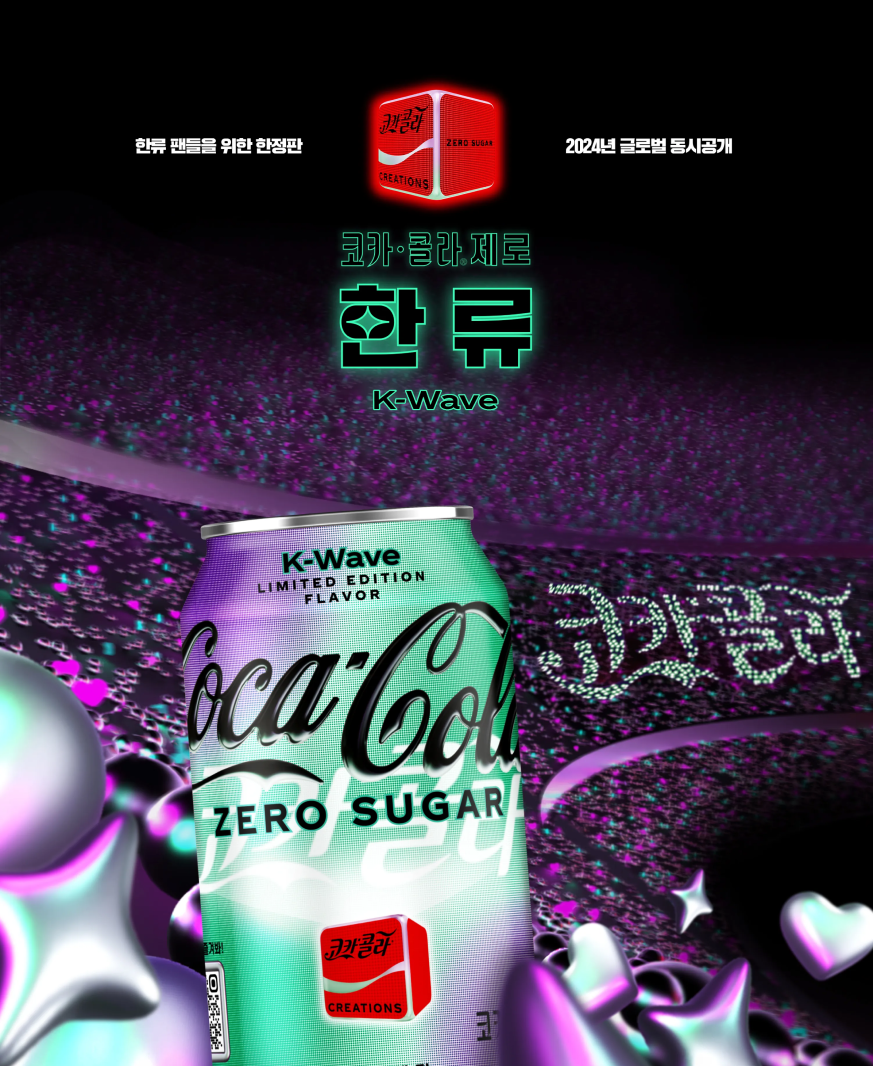 한류 팬들을 위한 한정판
코카콜라
ZERO SUGAR
CREATIONS
2024년 글로벌 동시공개
코카·콜라®제로
한류
K-Wave
K-Wave
LIMITED EDITION
FLAVOR
Coca-Cola
ZERO SUGAR
코카콜라
코카콜라
코카콜라
CREATIONS